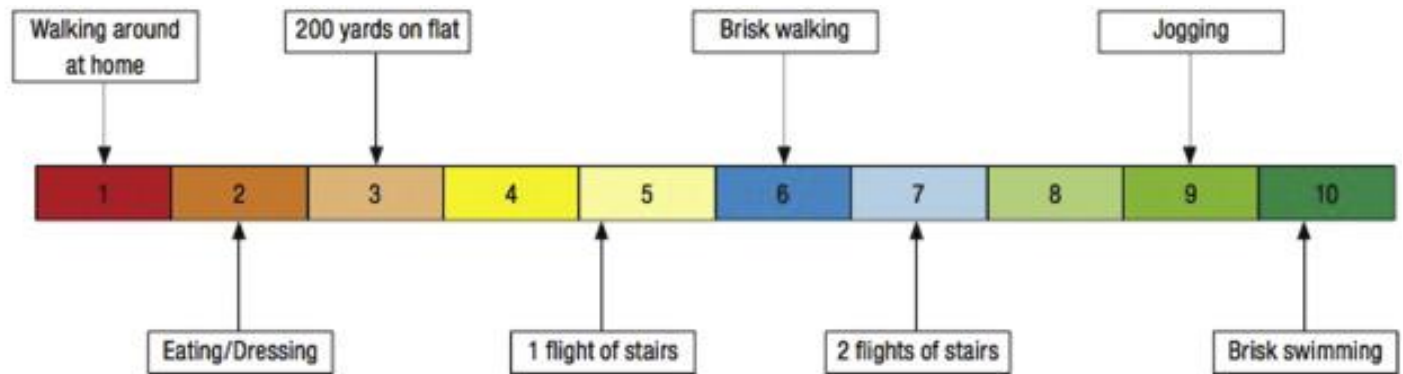 Walking around
at home
200 yards on flat
Brisk walking
Jogging
1 2 3 4 5 6 7 8 9 10
Eating/Dressing
1 flight of stairs
2 flights of stairs
Brisk swimming